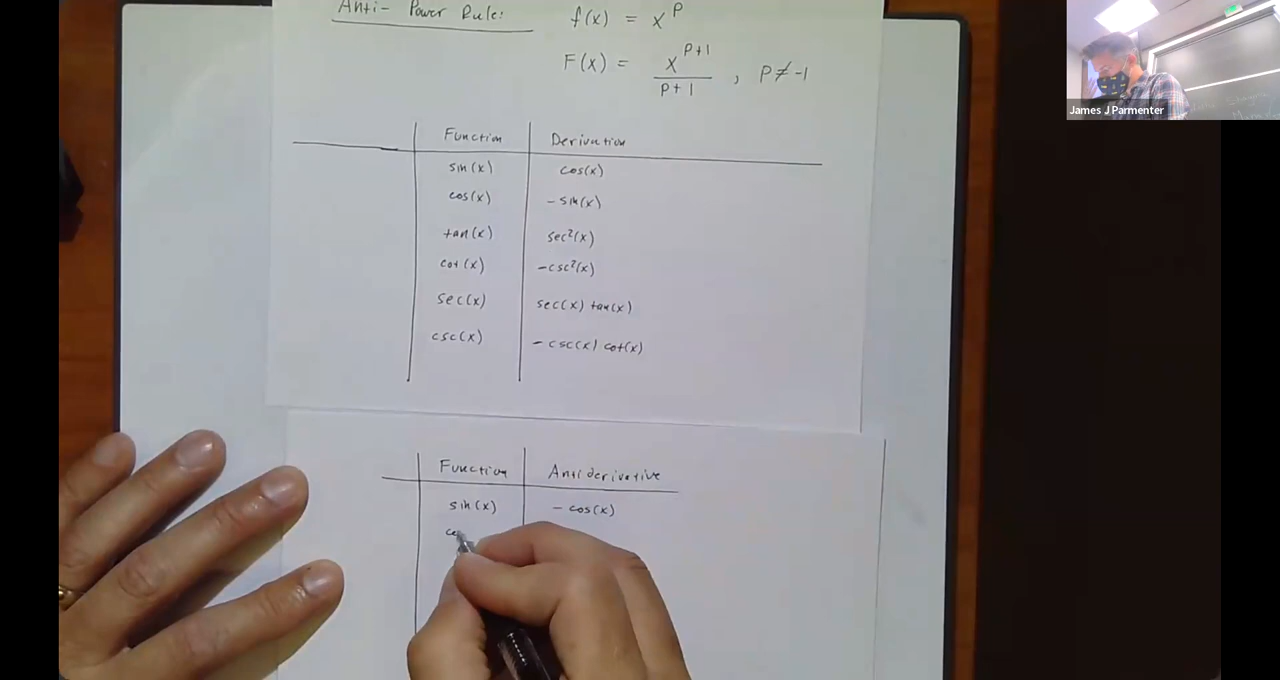 Anti-Power Rule: f(x) = x^p
F(x) = x^(p+1) / (p+1) , p ≠ -1
Function Derivation
sin(x) cos(x)
cos(x) -sin(x)
tan(x) sec²(x)
cot(x) -csc²(x)
sec(x) sec(x) tan(x)
csc(x) -csc(x) cot(x)
Function Antiderivative
sin(x) -cos(x)
James J Parmenter